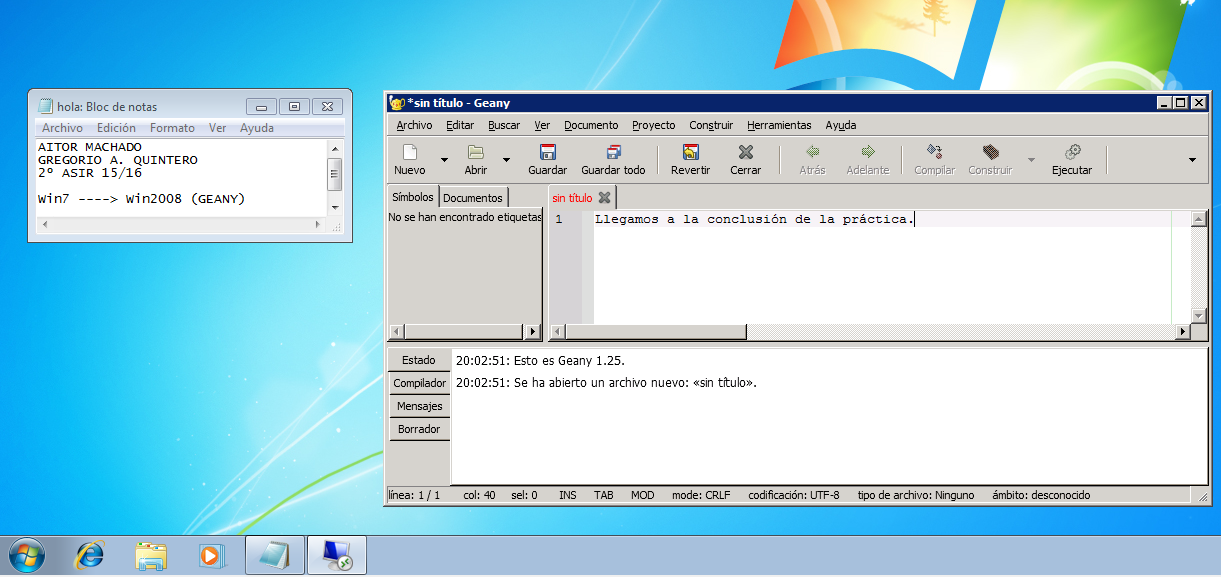 hola: Bloc de notas
Archivo Edición Formato Ver Ayuda
AITOR MACHADO
GREGORIO A. QUINTERO
2º ASIR 15/16
Win7 ----> Win2008 (GEANY)
*sin título - Geany
Archivo Editar Buscar Ver Documento Proyecto Construir Herramientas Ayuda
Nuevo Abrir Guardar Guardar todo Revertir Cerrar Atrás Adelante Compilar Construir Ejecutar
Símbolos Documentos
No se han encontrado etiquetas
sin título
1 Llegamos a la conclusión de la práctica.
Estado
Compilador
Mensajes
Borrador
20:02:51: Esto es Geany 1.25.
20:02:51: Se ha abierto un archivo nuevo: «sin título».
línea: 1 / 1 col: 40 sel: 0 INS TAB MOD mode: CRLF codificación: UTF-8 tipo de archivo: Ninguno ámbito: desconocido